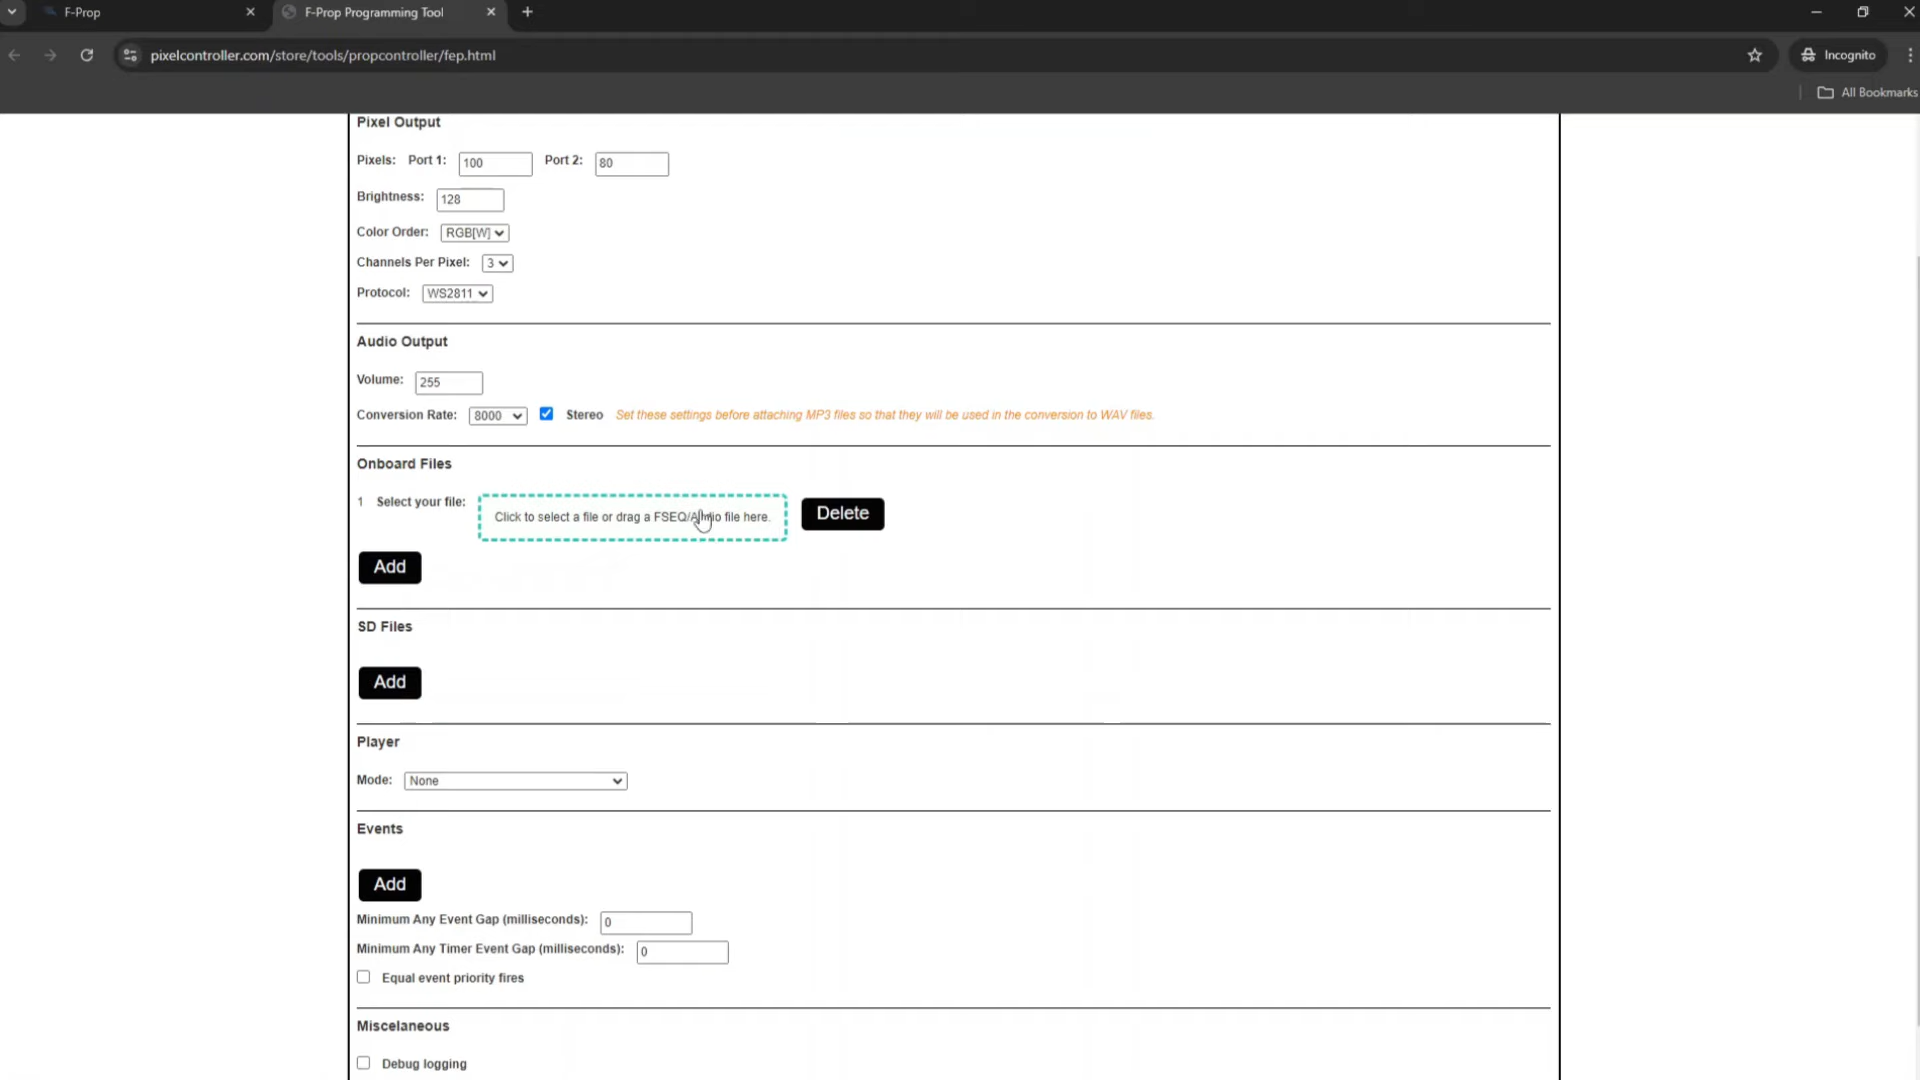 F-Prop
F-Prop Programming Tool
pixelcontroller.com/store/tools/propcontroller/fep.html
Incognito
All Bookmarks
Pixel Output
Pixels: Port 1: 100 Port 2: 80
Brightness: 128
Color Order: RGB[W]
Channels Per Pixel: 3
Protocol: WS2811
Audio Output
Volume: 255
Conversion Rate: 8000 Stereo Set these settings before attaching MP3 files so that they will be used in the conversion to WAV files.
Onboard Files
1 Select your file: Click to select a file or drag a FSEQ/Audio file here. Delete
Add
SD Files
Add
Player
Mode: None
Events
Add
Minimum Any Event Gap (milliseconds): 0
Minimum Any Timer Event Gap (milliseconds): 0
Equal event priority fires
Miscelaneous
Debug logging